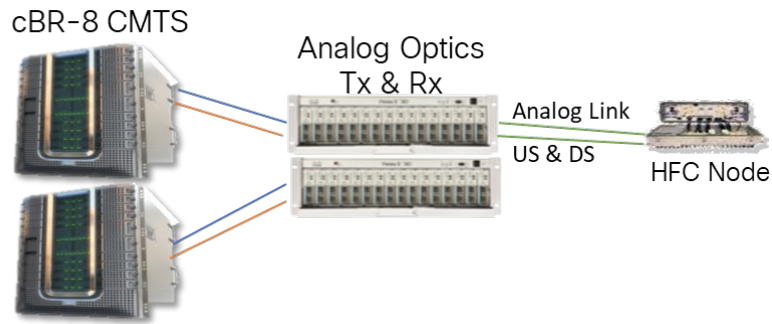 cBR-8 CMTS
Analog Optics
Tx & Rx
Analog Link
US & DS
HFC Node